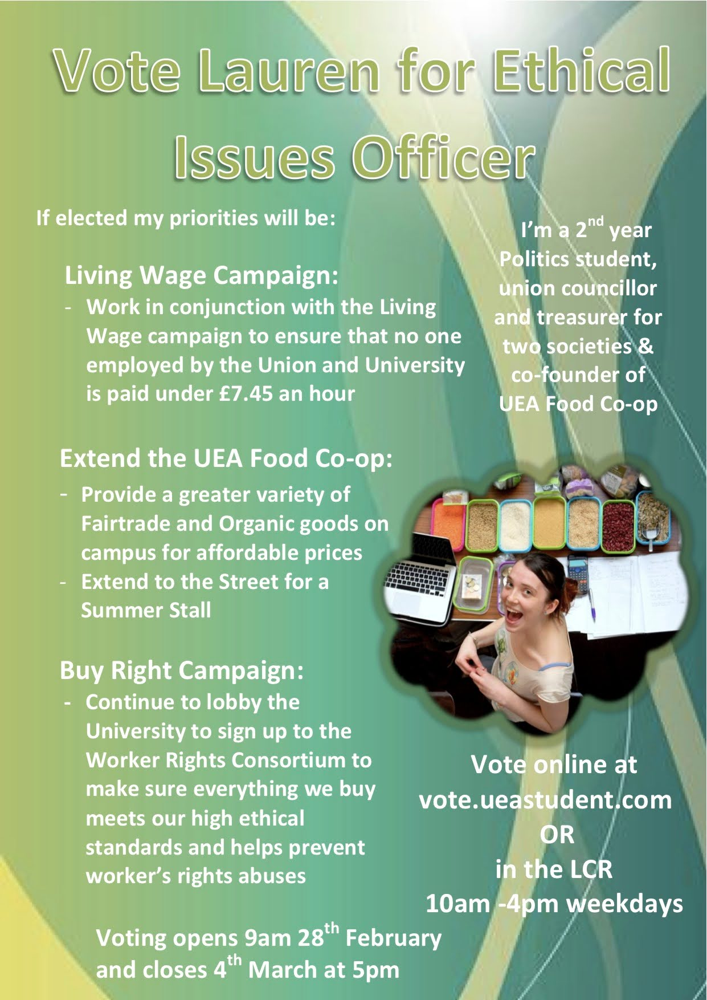 Vote Lauren for Ethical
Issues Officer
If elected my priorities will be:
Living Wage Campaign:
- Work in conjunction with the Living
Wage campaign to ensure that no one
employed by the Union and University
is paid under £7.45 an hour
Extend the UEA Food Co-op:
- Provide a greater variety of
Fairtrade and Organic goods on
campus for affordable prices
- Extend to the Street for a
Summer Stall
Buy Right Campaign:
- Continue to lobby the
University to sign up to the
Worker Rights Consortium to
make sure everything we buy
meets our high ethical
standards and helps prevent
worker’s rights abuses
I’m a 2nd year
Politics student,
union councillor
and treasurer for
two societies &
co-founder of
UEA Food Co-op
Vote online at
vote.ueastudent.com
OR
in the LCR
10am -4pm weekdays
Voting opens 9am 28th February
and closes 4th March at 5pm